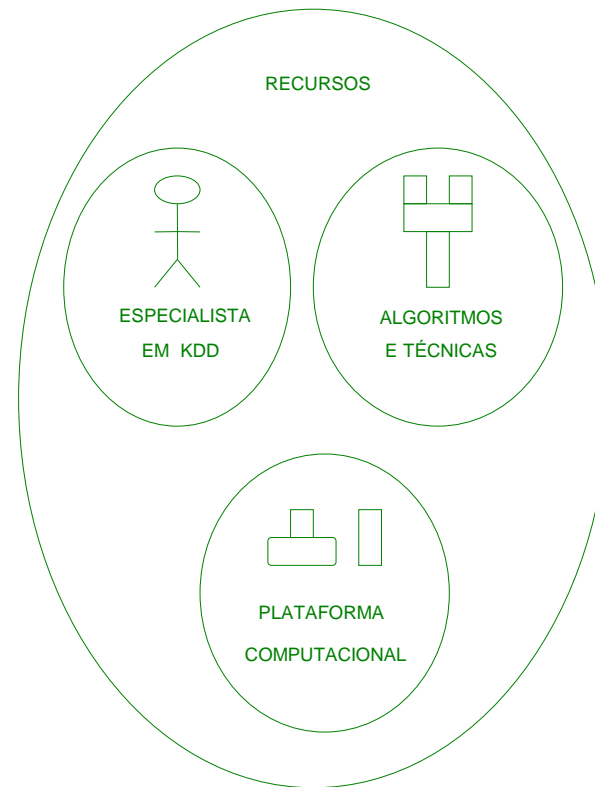 RECURSOS
ESPECIALISTA
EM KDD
ALGORITMOS
E TÉCNICAS
PLATAFORMA
COMPUTACIONAL